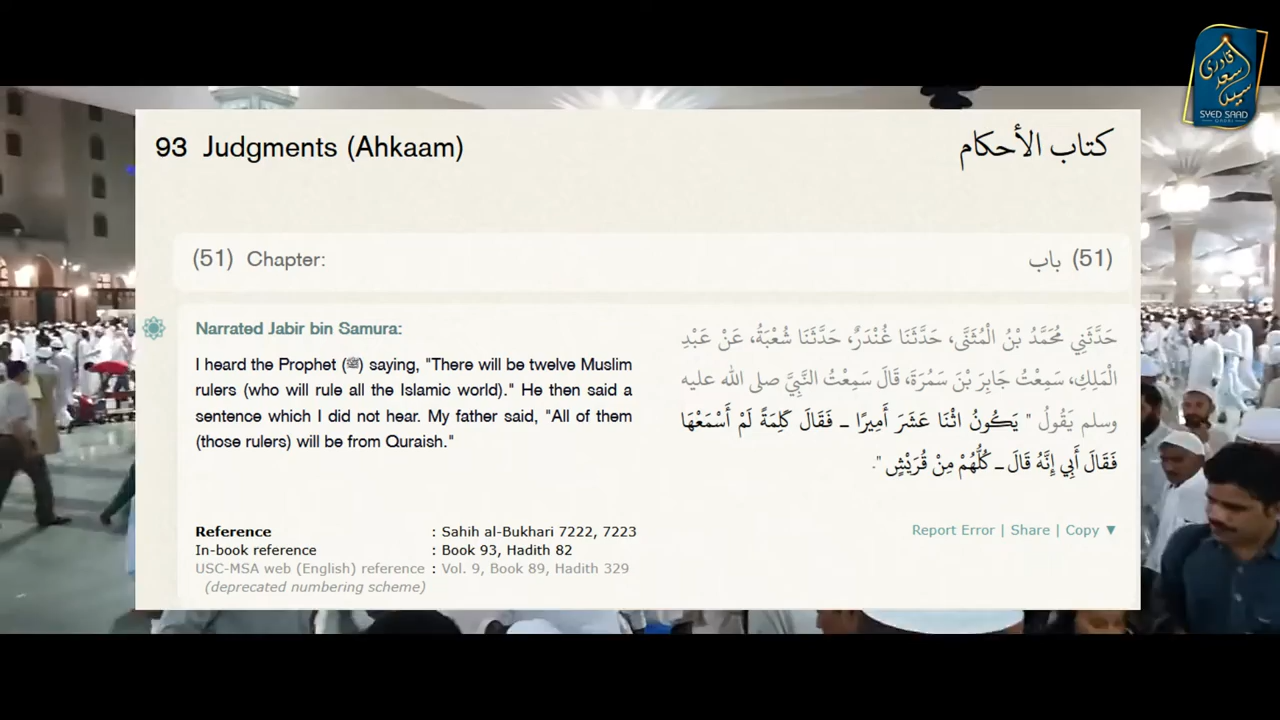 93 Judgments (Ahkaam)
كتاب الأحكام
(51) Chapter:
(51) باب
Narrated Jabir bin Samura:
I heard the Prophet (ﷺ) saying, "There will be twelve Muslim
rulers (who will rule all the Islamic world)." He then said a
sentence which I did not hear. My father said, "All of them
(those rulers) will be from Quraish."
حَدَّثَنِي مُحَمَّدُ بْنُ الْمُثَنَّى، حَدَّثَنَا غُنْدَرٌ، حَدَّثَنَا شُعْبَةُ، عَنْ عَبْدِ
الْمَلِكِ، سَمِعْتُ جَابِرَ بْنَ سَمُرَةَ، قَالَ سَمِعْتُ النَّبِيَّ صلى الله عليه
وسلم يَقُولُ " يَكُونُ اثْنَا عَشَرَ أَمِيرًا ـ فَقَالَ كَلِمَةً لَمْ أَسْمَعْهَا
فَقَالَ أَبِي إِنَّهُ قَالَ ـ كُلُّهُمْ مِنْ قُرَيْشٍ ".
Reference : Sahih al-Bukhari 7222, 7223
In-book reference : Book 93, Hadith 82
USC-MSA web (English) reference : Vol. 9, Book 89, Hadith 329
(deprecated numbering scheme)
Report Error | Share | Copy ▼
قادری
سعد
سید
SYED SAAD
QADRI